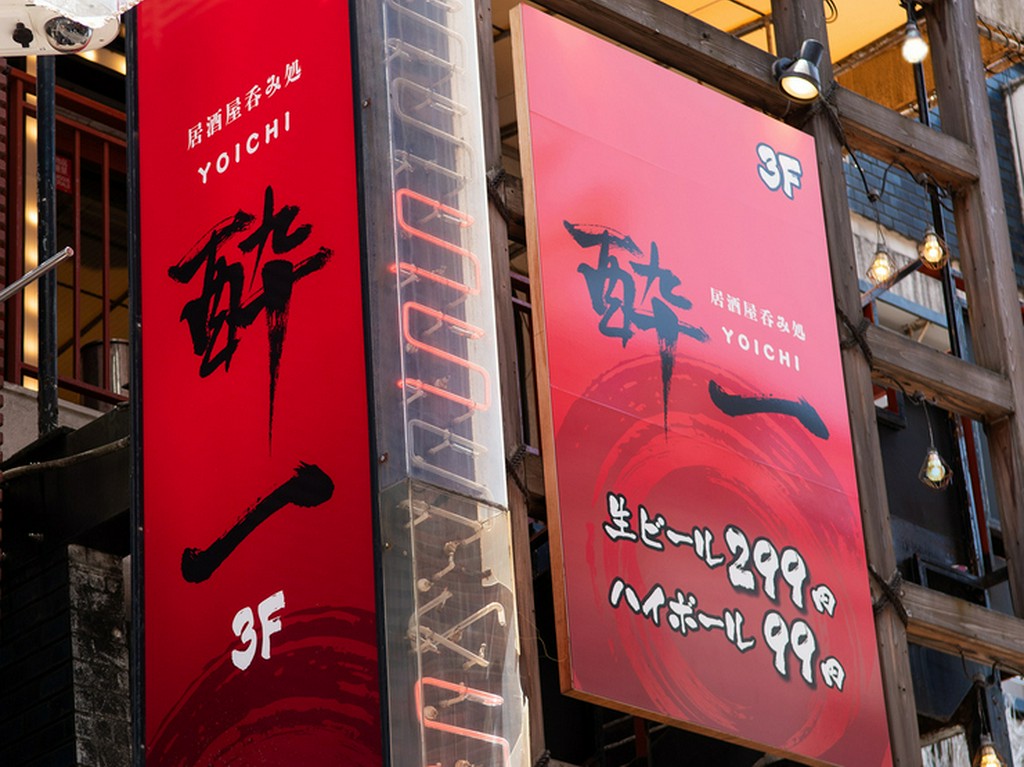 居酒屋呑み処
YOICHI
酔一
3F
3F
酔一
居酒屋呑み処
YOICHI
生ビール299円
ハイボール99円